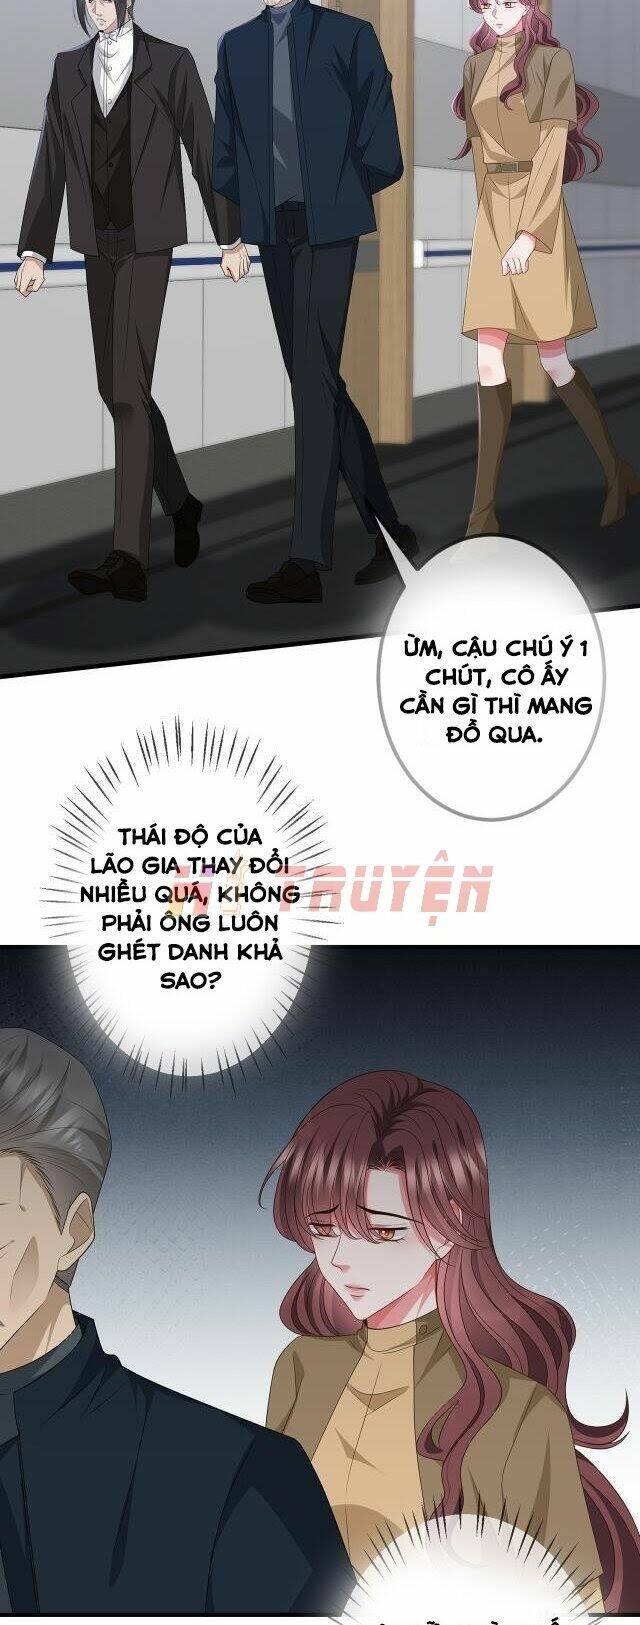 ỪM, CẬU CHÚ Ý 1
CHÚT, CÔ ẤY
CẦN GÌ THÌ MANG
ĐỒ QUA.
THÁI ĐỘ CỦA
LÃO GIA THAY ĐỔI
NHIỀU QUÁ, KHÔNG
PHẢI ÔNG LUÔN
GHÉT DANH KHẢ
SAO?
TRUYỆN